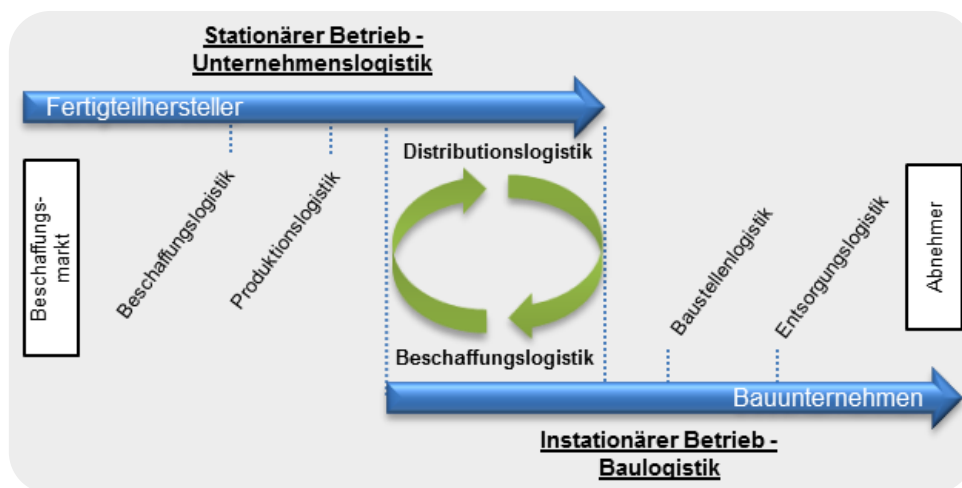 Stationärer Betrieb -
Unternehmenslogistik
Fertigteilhersteller
Distributionslogistik
Beschaffungs-
markt
Beschaffungslogistik
Produktionslogistik
Baustellenlogistik
Entsorgungslogistik
Abnehmer
Beschaffungslogistik
Bauunternehmen
Instationärer Betrieb -
Baulogistik